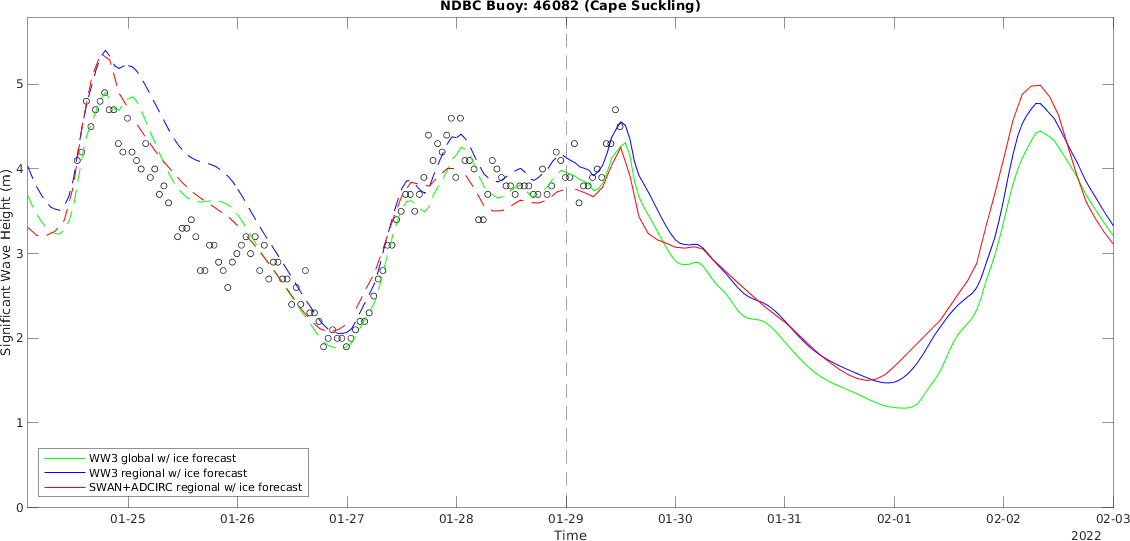 NDBC Buoy: 46082 (Cape Suckling)
Significant Wave Height (m)
5
4
3
2
1
0
WW3 global w/ ice forecast
WW3 regional w/ ice forecast
SWAN+ADCIRC regional w/ ice forecast
01-25 01-26 01-27 01-28 01-29 01-30 01-31 02-01 02-02 02-03
Time
2022